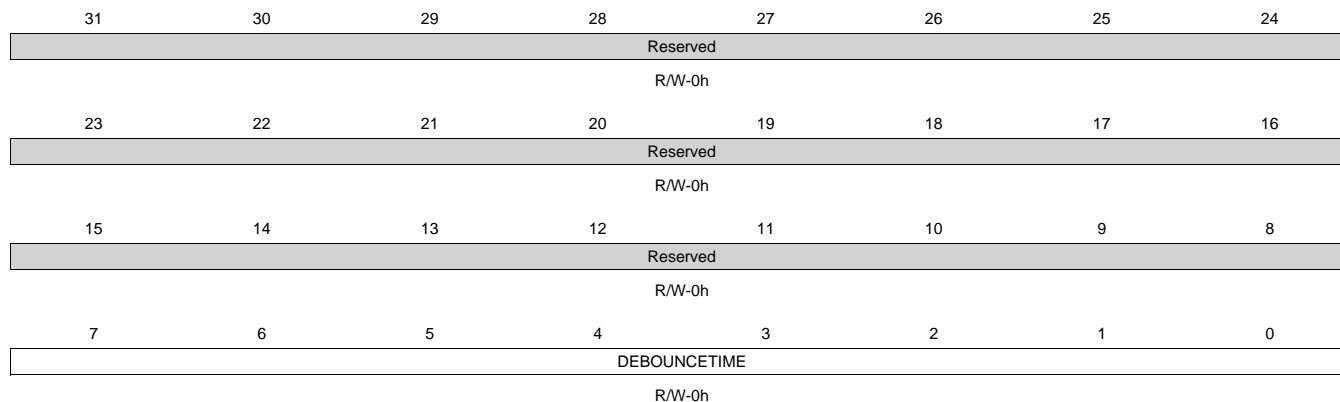 31 30 29 28 27 26 25 24
Reserved
R/W-0h
23 22 21 20 19 18 17 16
Reserved
R/W-0h
15 14 13 12 11 10 9 8
Reserved
R/W-0h
7 6 5 4 3 2 1 0
DEBOUNCETIME
R/W-0h